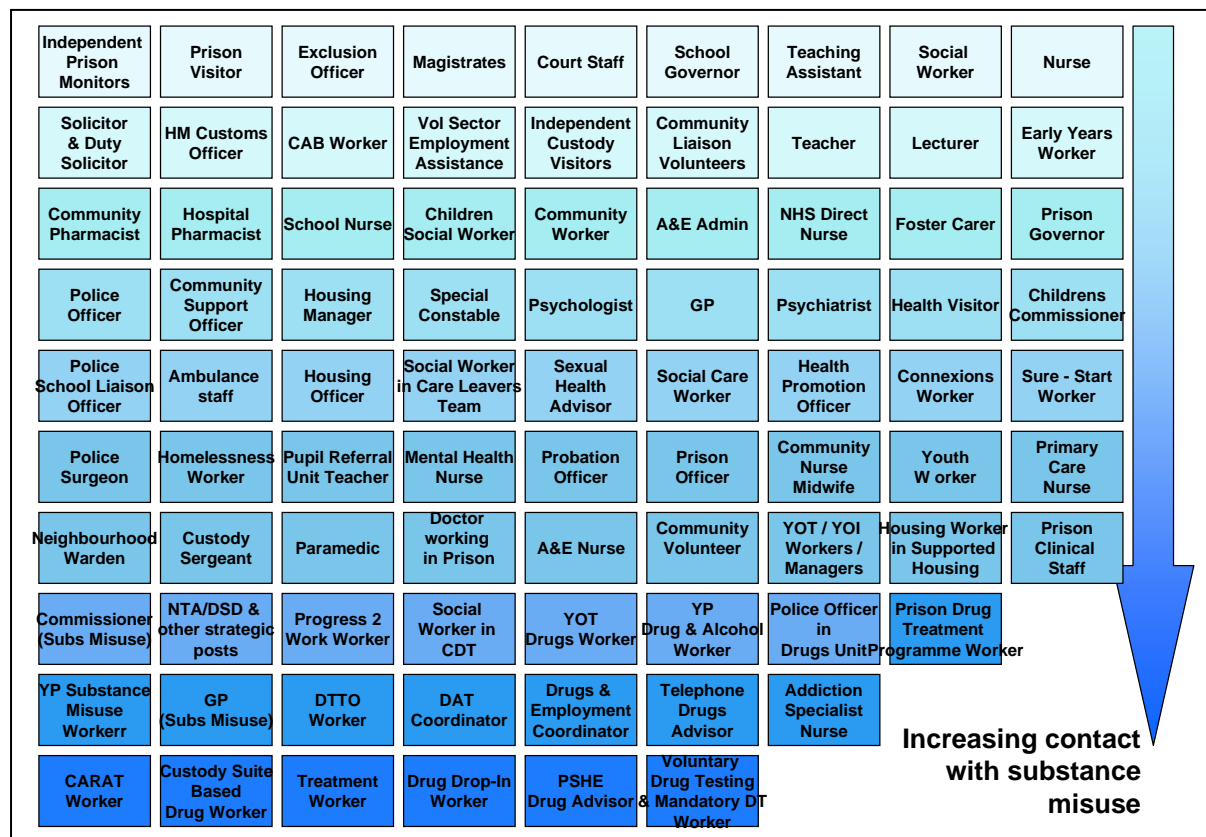 Independent
Prison
Monitors
Prison
Visitor
Exclusion
Officer
Magistrates
Court Staff
School
Governor
Teaching
Assistant
Social
Worker
Nurse
Solicitor
& Duty
Solicitor
HM Customs
Officer
CAB Worker
Vol Sector
Employment
Assistance
Independent
Custody
Visitors
Community
Liaison
Volunteers
Teacher
Lecturer
Early Years
Worker
Community
Pharmacist
Hospital
Pharmacist
School Nurse
Children
Social Worker
Community
Worker
A&E Admin
NHS Direct
Nurse
Foster Carer
Prison
Governor
Police
Officer
Community
Support
Officer
Housing
Manager
Special
Constable
Psychologist
GP
Psychiatrist
Health Visitor
Childrens
Commissioner
Police
School Liaison
Officer
Ambulance
staff
Housing
Officer
Social Worker
in Care Leavers
Team
Sexual
Health
Advisor
Social Care
Worker
Health
Promotion
Officer
Connexions
Worker
Sure - Start
Worker
Police
Surgeon
Homelessness
Worker
Pupil Referral
Unit Teacher
Mental Health
Nurse
Probation
Officer
Prison
Officer
Community
Nurse
Midwife
Youth
W orker
Primary
Care
Nurse
Neighbourhood
Warden
Custody
Sergeant
Paramedic
Doctor
working
in Prison
A&E Nurse
Community
Volunteer
YOT / YOI
Workers /
Managers
Housing Worker
in Supported
Housing
Prison
Clinical
Staff
Commissioner
(Subs Misuse)
NTA/DSD &
other strategic
posts
Progress 2
Work Worker
Social
Worker in
CDT
YOT
Drugs Worker
YP
Drug & Alcohol
Worker
Police Officer
in
Drugs Unit
Prison Drug
Treatment
Programme Worker
YP Substance
Misuse
Workerr
GP
(Subs Misuse)
DTTO
Worker
DAT
Coordinator
Drugs &
Employment
Coordinator
Telephone
Drugs
Advisor
Addiction
Specialist
Nurse
CARAT
Worker
Custody Suite
Based
Drug Worker
Treatment
Worker
Drug Drop-In
Worker
PSHE
Drug Advisor
Voluntary
Drug Testing
& Mandatory DT
Worker
Increasing contact
with substance
misuse